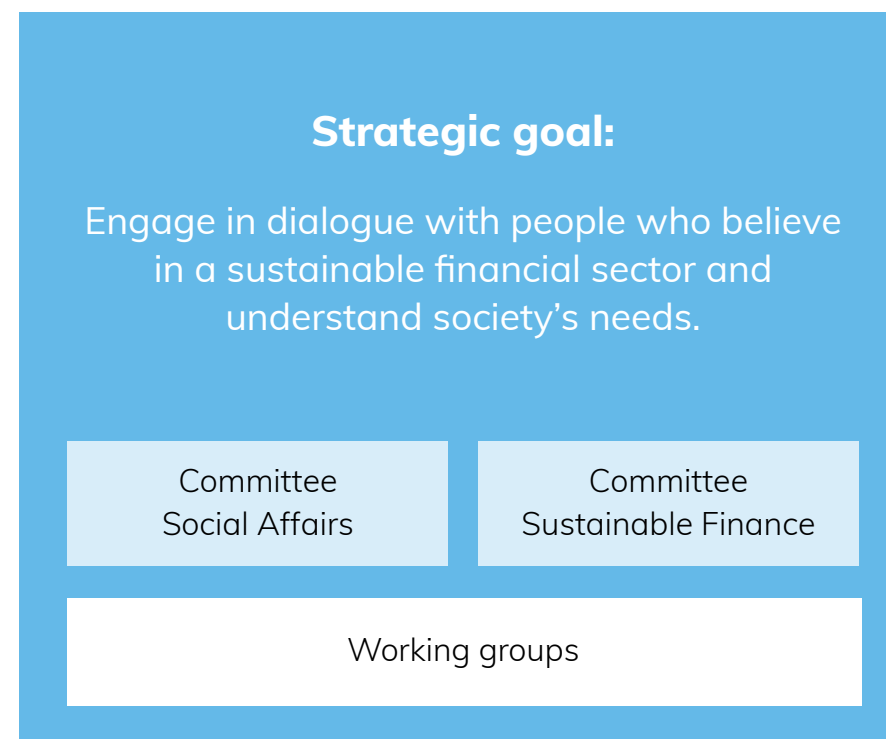 Strategic goal:
Engage in dialogue with people who believe
in a sustainable financial sector and
understand society’s needs.
Committee
Social Affairs
Committee
Sustainable Finance
Working groups